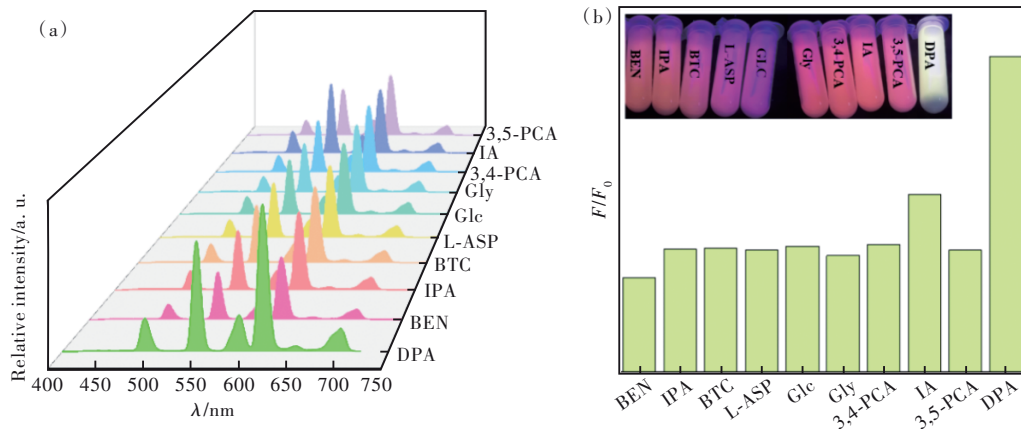 (a)
Relative intensity/a. u.
3,5-PCA
IA
3,4-PCA
Gly
Glc
L-ASP
BTC
IPA
BEN
DPA
400 450 500 550 600 650 700 750
λ/nm
(b)
BEN IPA BTC L-ASP GLC Gly 3,4-PCA IA 3,5-PCA DPA
F/F₀
BEN IPA BTC L-ASP Glc Gly 3,4-PCA IA 3,5-PCA DPA